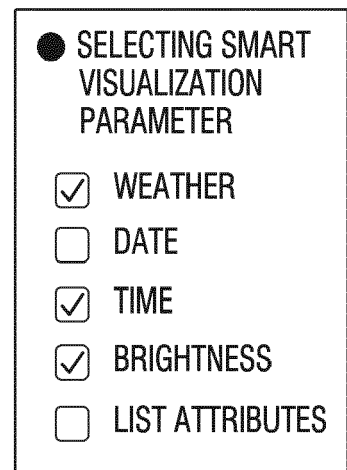 SELECTING SMART
VISUALIZATION
PARAMETER
WEATHER
DATE
TIME
BRIGHTNESS
LIST ATTRIBUTES